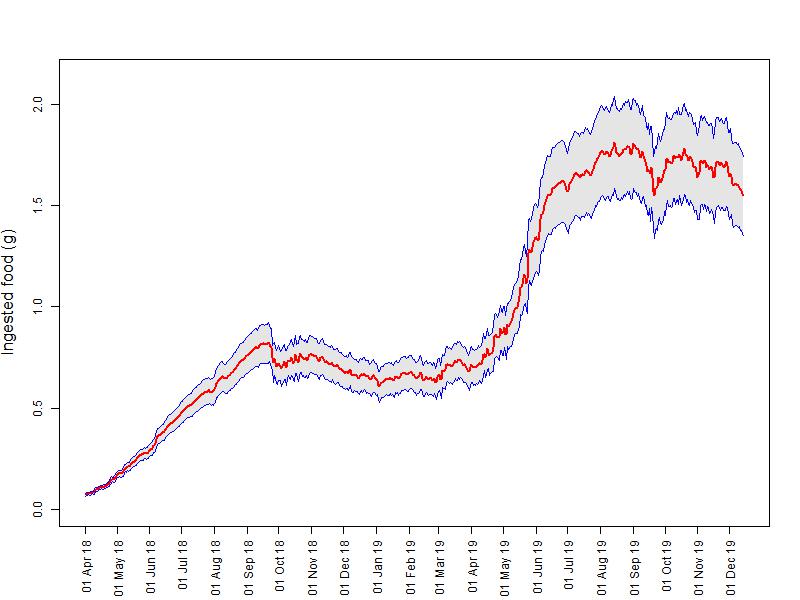 Ingested food (g)
2.0
1.5
1.0
0.5
0.0
01 Apr 18
01 May 18
01 Jun 18
01 Jul 18
01 Aug 18
01 Sep 18
01 Oct 18
01 Nov 18
01 Dec 18
01 Jan 19
01 Feb 19
01 Mar 19
01 Apr 19
01 May 19
01 Jun 19
01 Jul 19
01 Aug 19
01 Sep 19
01 Oct 19
01 Nov 19
01 Dec 19